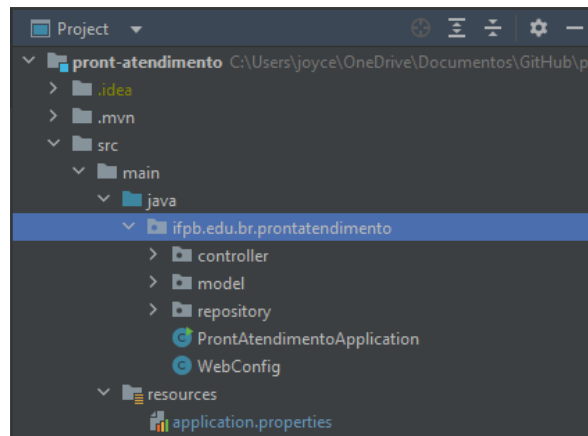 Project
pront-atendimento C:\Users\joyce\OneDrive\Documentos\GitHub\p
.idea
.mvn
src
main
java
ifpb.edu.br.prontatendimento
controller
model
repository
ProntAtendimentoApplication
WebConfig
resources
application.properties